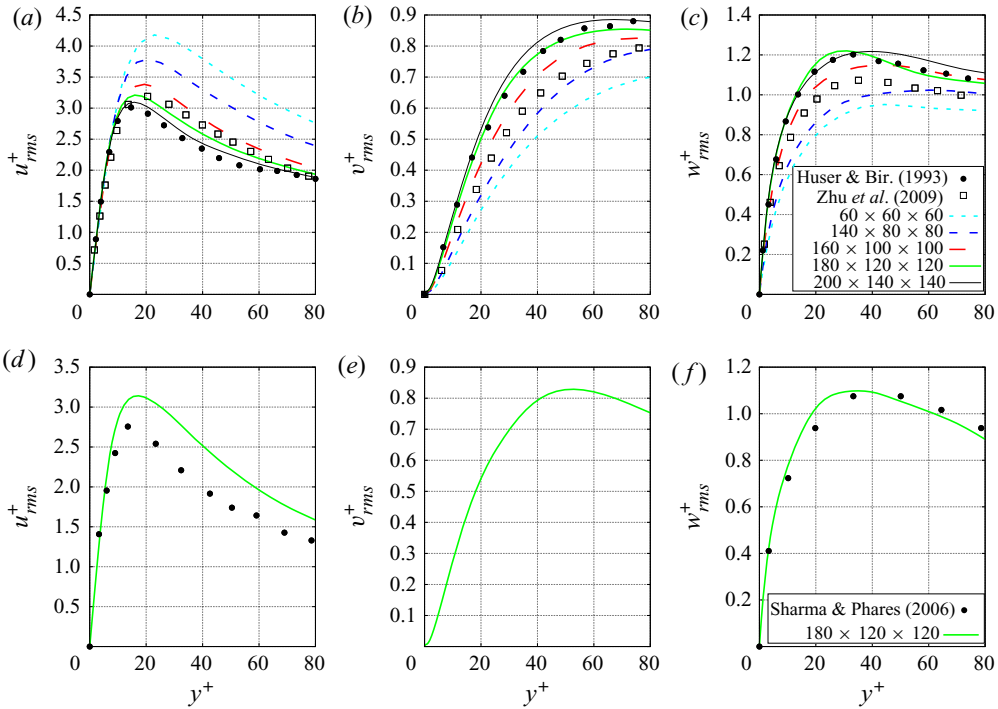 (a)
4.5
4.0
3.5
3.0
2.5
2.0
1.5
1.0
0.5
0 20 40 60 80
u+rms
(b)
0.9
0.8
0.7
0.6
0.5
0.4
0.3
0.2
0.1
0 20 40 60 80
v+rms
(c)
1.4
1.2
1.0
0.8
0.6
0.4
0.2
0 20 40 60 80
w+rms
Huser & Bir. (1993)
Zhu et al. (2009)
60 × 60 × 60
140 × 80 × 80
160 × 100 × 100
180 × 120 × 120
200 × 140 × 140
(d)
3.5
3.0
2.5
2.0
1.5
1.0
0.5
0 20 40 60 80
u+rms
y+
(e)
0.9
0.8
0.7
0.6
0.5
0.4
0.3
0.2
0.1
0 20 40 60 80
v+rms
y+
(f)
1.2
1.0
0.8
0.6
0.4
0.2
0 20 40 60 80
w+rms
y+
Sharma & Phares (2006)
180 × 120 × 120